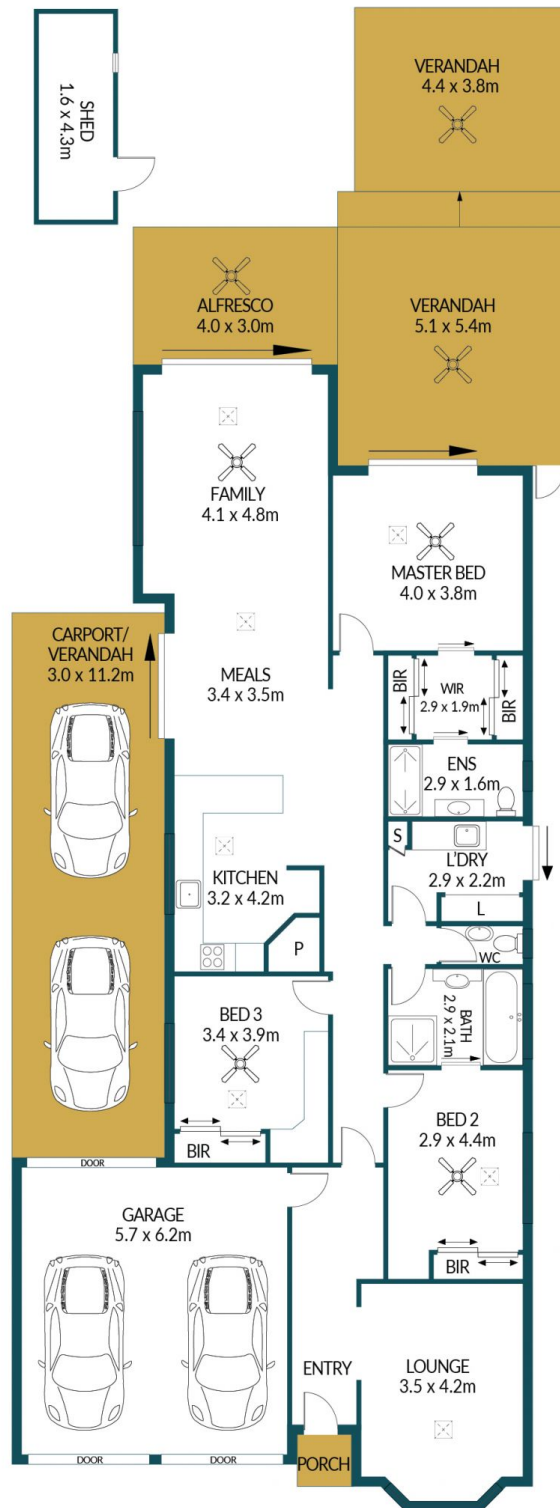 SHED
1.6 x 4.3m
VERANDAH
4.4 x 3.8m
ALFRESCO
4.0 x 3.0m
VERANDAH
5.1 x 5.4m
FAMILY
4.1 x 4.8m
MASTER BED
4.0 x 3.8m
CARPORT/
VERANDAH
3.0 x 11.2m
MEALS
3.4 x 3.5m
BIR
WIR
2.9 x 1.9m
BIR
ENS
2.9 x 1.6m
S
L'DRY
2.9 x 2.2m
L
KITCHEN
3.2 x 4.2m
P
WC
BATH
2.9 x 2.1m
BED 3
3.4 x 3.9m
BIR
BED 2
2.9 x 4.4m
BIR
DOOR
GARAGE
5.7 x 6.2m
ENTRY
LOUNGE
3.5 x 4.2m
DOOR
DOOR
PORCH